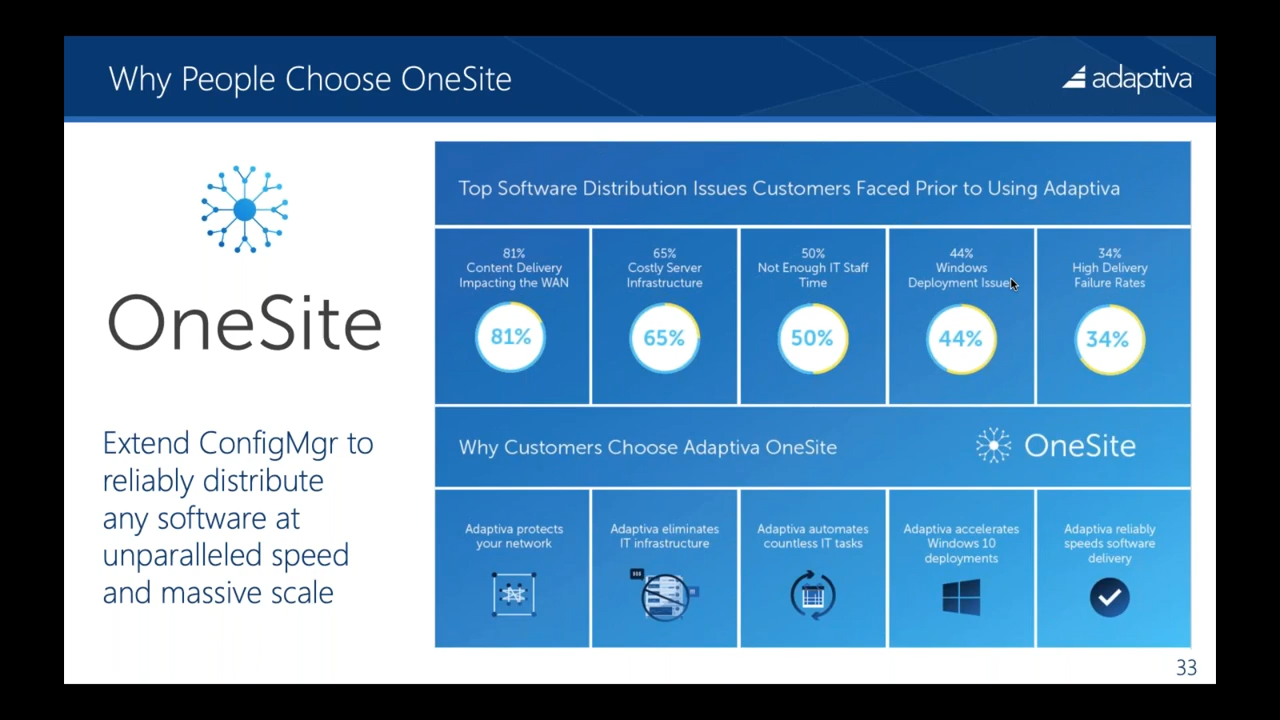 Why People Choose OneSite
adaptiva
OneSite
Extend ConfigMgr to
reliably distribute
any software at
unparalleled speed
and massive scale
Top Software Distribution Issues Customers Faced Prior to Using Adaptiva
81%
Content Delivery
Impacting the WAN
81%
65%
Costly Server
Infrastructure
65%
50%
Not Enough IT Staff
Time
50%
44%
Windows
Deployment Issues
44%
34%
High Delivery
Failure Rates
34%
Why Customers Choose Adaptiva OneSite
OneSite
Adaptiva protects
your network
Adaptiva eliminates
IT infrastructure
Adaptiva automates
countless IT tasks
Adaptiva accelerates
Windows 10
deployments
Adaptiva reliably
speeds software
delivery
33